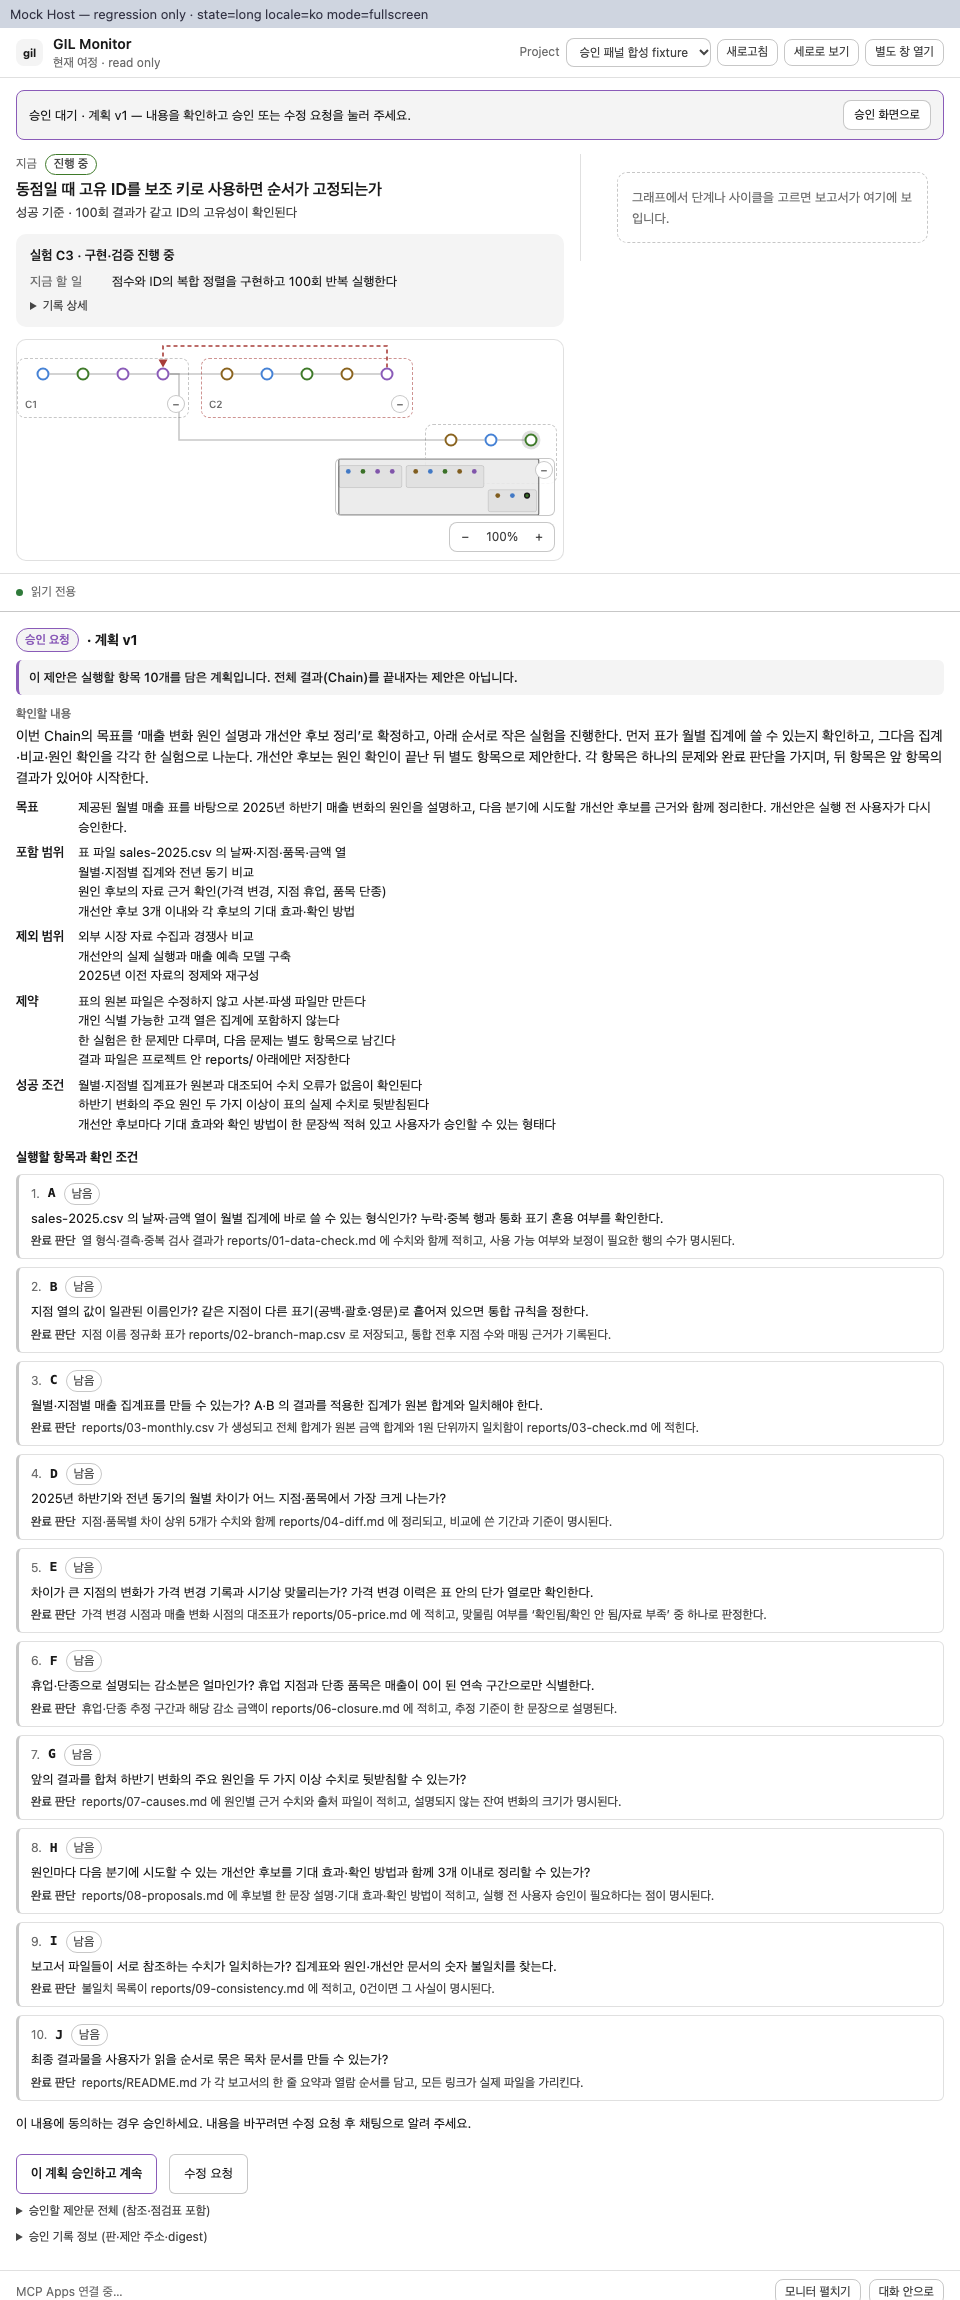 Mock Host — regression only · state=long locale=ko mode=fullscreen
gil
GIL Monitor
현재 여정 · read only
Project
승인 패널 합성 fixture
새로고침
세로로 보기
별도 창 열기
승인 대기 · 계획 v1 — 내용을 확인하고 승인 또는 수정 요청을 눌러 주세요.
승인 화면으로
지금
진행 중
동점일 때 고유 ID를 보조 키로 사용하면 순서가 고정되는가
성공 기준 · 100회 결과가 같고 ID의 고유성이 확인된다
실험 C3 · 구현·검증 진행 중
지금 할 일
점수와 ID의 복합 정렬을 구현하고 100회 반복 실행한다
▶ 기록 상세
그래프에서 단계나 사이클을 고르면 보고서가 여기에 보
입니다.
C1
−
C2
−
−
− 100% +
읽기 전용
승인 요청
· 계획 v1
이 제안은 실행할 항목 10개를 담은 계획입니다. 전체 결과(Chain)를 끝내자는 제안은 아닙니다.
확인할 내용
이번 Chain의 목표를 ‘매출 변화 원인 설명과 개선안 후보 정리’로 확정하고, 아래 순서로 작은 실험을 진행한다. 먼저 표가 월별 집계에 쓸 수 있는지 확인하고, 그다음 집계
·비교·원인 확인을 각각 한 실험으로 나눈다. 개선안 후보는 원인 확인이 끝난 뒤 별도 항목으로 제안한다. 각 항목은 하나의 문제와 완료 판단을 가지며, 뒤 항목은 앞 항목의
결과가 있어야 시작한다.
목표
제공된 월별 매출 표를 바탕으로 2025년 하반기 매출 변화의 원인을 설명하고, 다음 분기에 시도할 개선안 후보를 근거와 함께 정리한다. 개선안은 실행 전 사용자가 다시
승인한다.
포함 범위
표 파일 sales-2025.csv 의 날짜·지점·품목·금액 열
월별·지점별 집계와 전년 동기 비교
원인 후보의 자료 근거 확인(가격 변경, 지점 휴업, 품목 단종)
개선안 후보 3개 이내와 각 후보의 기대 효과·확인 방법
제외 범위
외부 시장 자료 수집과 경쟁사 비교
개선안의 실제 실행과 매출 예측 모델 구축
2025년 이전 자료의 정제와 재구성
제약
표의 원본 파일은 수정하지 않고 사본·파생 파일만 만든다
개인 식별 가능한 고객 열은 집계에 포함하지 않는다
한 실험은 한 문제만 다루며, 다음 문제는 별도 항목으로 남긴다
결과 파일은 프로젝트 안 reports/ 아래에만 저장한다
성공 조건
월별·지점별 집계표가 원본과 대조되어 수치 오류가 없음이 확인된다
하반기 변화의 주요 원인 두 가지 이상이 표의 실제 수치로 뒷받침된다
개선안 후보마다 기대 효과와 확인 방법이 한 문장씩 적혀 있고 사용자가 승인할 수 있는 형태다
실행할 항목과 확인 조건
1. A 남음
sales-2025.csv 의 날짜·금액 열이 월별 집계에 바로 쓸 수 있는 형식인가? 누락·중복 행과 통화 표기 혼용 여부를 확인한다.
완료 판단 열 형식·결측·중복 검사 결과가 reports/01-data-check.md 에 수치와 함께 적히고, 사용 가능 여부와 보정이 필요한 행의 수가 명시된다.
2. B 남음
지점 열의 값이 일관된 이름인가? 같은 지점이 다른 표기(공백·괄호·영문)로 흩어져 있으면 통합 규칙을 정한다.
완료 판단 지점 이름 정규화 표가 reports/02-branch-map.csv 로 저장되고, 통합 전후 지점 수와 매핑 근거가 기록된다.
3. C 남음
월별·지점별 매출 집계표를 만들 수 있는가? A·B 의 결과를 적용한 집계가 원본 합계와 일치해야 한다.
완료 판단 reports/03-monthly.csv 가 생성되고 전체 합계가 원본 금액 합계와 1원 단위까지 일치함이 reports/03-check.md 에 적힌다.
4. D 남음
2025년 하반기와 전년 동기의 월별 차이가 어느 지점·품목에서 가장 크게 나는가?
완료 판단 지점·품목별 차이 상위 5개가 수치와 함께 reports/04-diff.md 에 정리되고, 비교에 쓴 기간과 기준이 명시된다.
5. E 남음
차이가 큰 지점의 변화가 가격 변경 기록과 시기상 맞물리는가? 가격 변경 이력은 표 안의 단가 열로만 확인한다.
완료 판단 가격 변경 시점과 매출 변화 시점의 대조표가 reports/05-price.md 에 적히고, 맞물림 여부를 ‘확인됨/확인 안 됨/자료 부족’ 중 하나로 판정한다.
6. F 남음
휴업·단종으로 설명되는 감소분은 얼마인가? 휴업 지점과 단종 품목은 매출이 0이 된 연속 구간으로만 식별한다.
완료 판단 휴업·단종 추정 구간과 해당 감소 금액이 reports/06-closure.md 에 적히고, 추정 기준이 한 문장으로 설명된다.
7. G 남음
앞의 결과를 합쳐 하반기 변화의 주요 원인을 두 가지 이상 수치로 뒷받침할 수 있는가?
완료 판단 reports/07-causes.md 에 원인별 근거 수치와 출처 파일이 적히고, 설명되지 않는 잔여 변화의 크기가 명시된다.
8. H 남음
원인마다 다음 분기에 시도할 수 있는 개선안 후보를 기대 효과·확인 방법과 함께 3개 이내로 정리할 수 있는가?
완료 판단 reports/08-proposals.md 에 후보별 한 문장 설명·기대 효과·확인 방법이 적히고, 실행 전 사용자 승인이 필요하다는 점이 명시된다.
9. I 남음
보고서 파일들이 서로 참조하는 수치가 일치하는가? 집계표와 원인·개선안 문서의 숫자 불일치를 찾는다.
완료 판단 불일치 목록이 reports/09-consistency.md 에 적히고, 0건이면 그 사실이 명시된다.
10. J 남음
최종 결과물을 사용자가 읽을 순서로 묶은 목차 문서를 만들 수 있는가?
완료 판단 reports/README.md 가 각 보고서의 한 줄 요약과 열람 순서를 담고, 모든 링크가 실제 파일을 가리킨다.
이 내용에 동의하는 경우 승인하세요. 내용을 바꾸려면 수정 요청 후 채팅으로 알려 주세요.
이 계획 승인하고 계속
수정 요청
▶ 승인할 제안문 전체 (참조·점검표 포함)
▶ 승인 기록 정보 (판·제안 주소·digest)
MCP Apps 연결 중...
모니터 펼치기
대화 안으로